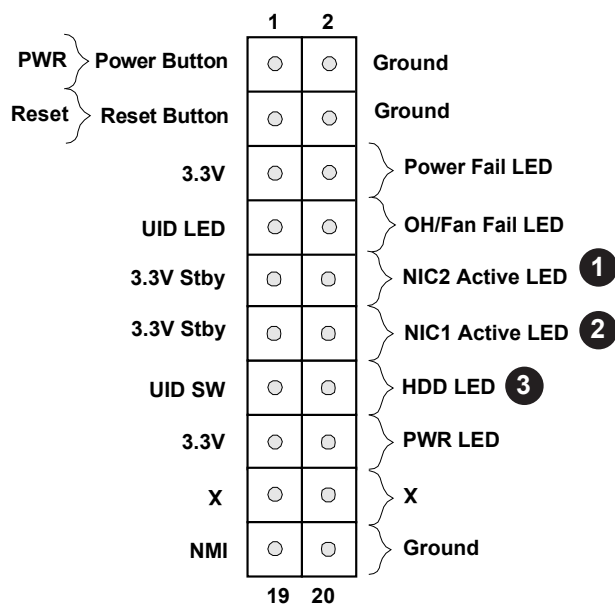 1 2
PWR Power Button Ground
Reset Reset Button Ground
3.3V Power Fail LED
UID LED OH/Fan Fail LED
3.3V Stby NIC2 Active LED 1
3.3V Stby NIC1 Active LED 2
UID SW HDD LED 3
3.3V PWR LED
X X
NMI Ground
19 20